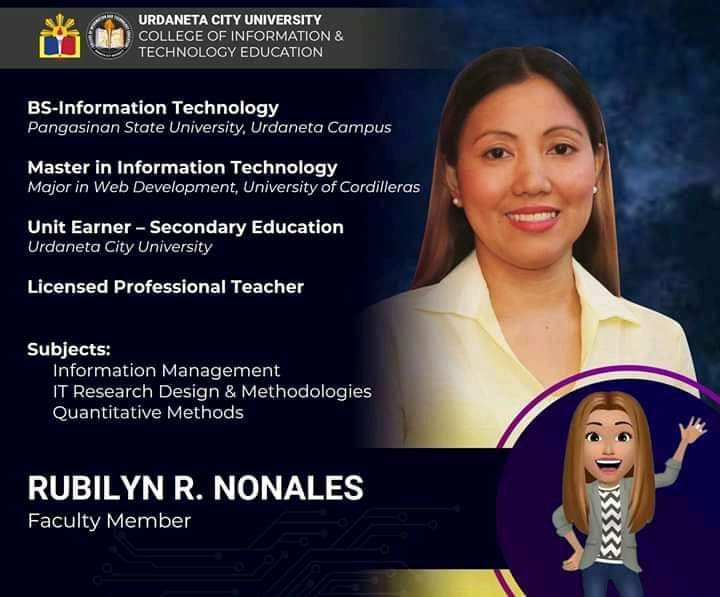 URDANETA CITY UNIVERSITY
COLLEGE OF INFORMATION &
TECHNOLOGY EDUCATION
BS-Information Technology
Pangasinan State University, Urdaneta Campus
Master in Information Technology
Major in Web Development, University of Cordilleras
Unit Earner – Secondary Education
Urdaneta City University
Licensed Professional Teacher
Subjects:
Information Management
IT Research Design & Methodologies
Quantitative Methods
RUBILYN R. NONALES
Faculty Member